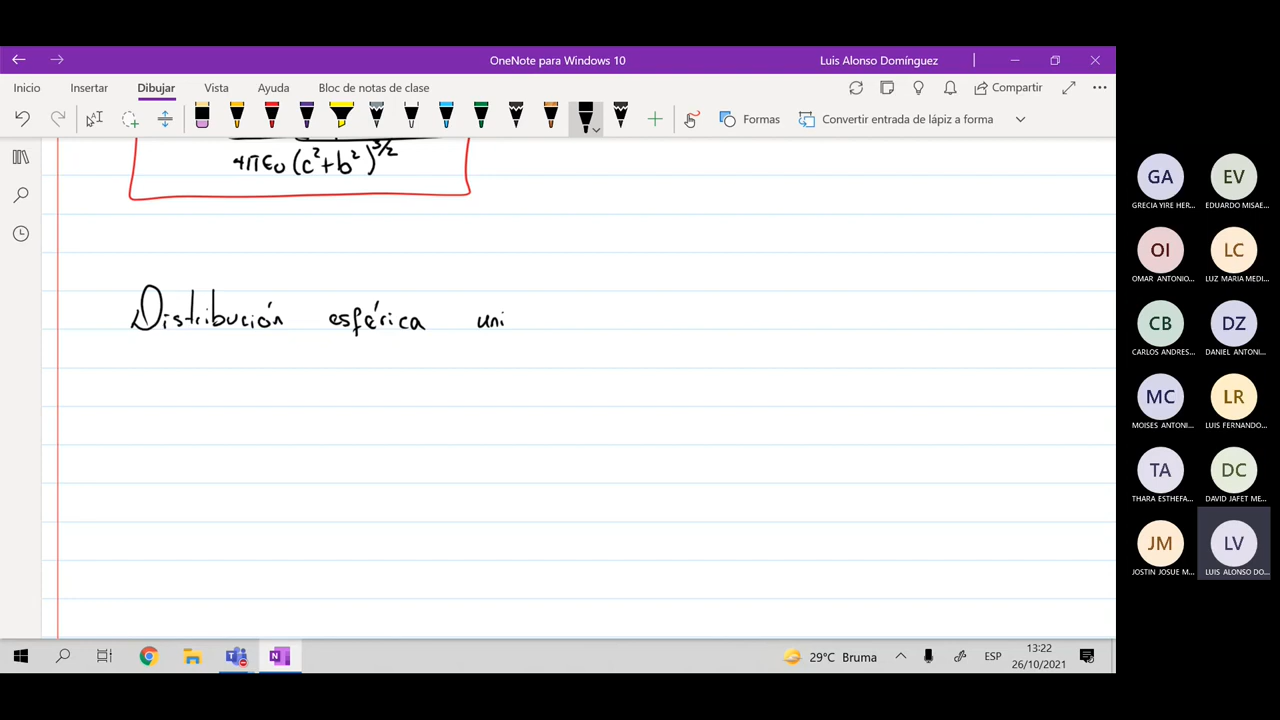 OneNote para Windows 10
Luis Alonso Domínguez
Inicio Insertar Dibujar Vista Ayuda Bloc de notas de clase
Compartir
Formas
Convertir entrada de lápiz a forma
4πε₀(c²+b²)^3/2
Distribución esférica uni
GA EV
GRECIA YIRE HER... EDUARDO MISAE...
OI LC
OMAR ANTONIO... LUZ MARIA MEDI...
CB DZ
CARLOS ANDRES... DANIEL ANTONI...
MC LR
MOISES ANTONI... LUIS FERNANDO...
TA DC
THARA ESTHEFA... DAVID JAFET ME...
JM LV
JOSTIN JOSUE M... LUIS ALONSO DO...
29°C Bruma
ESP
13:22
26/10/2021